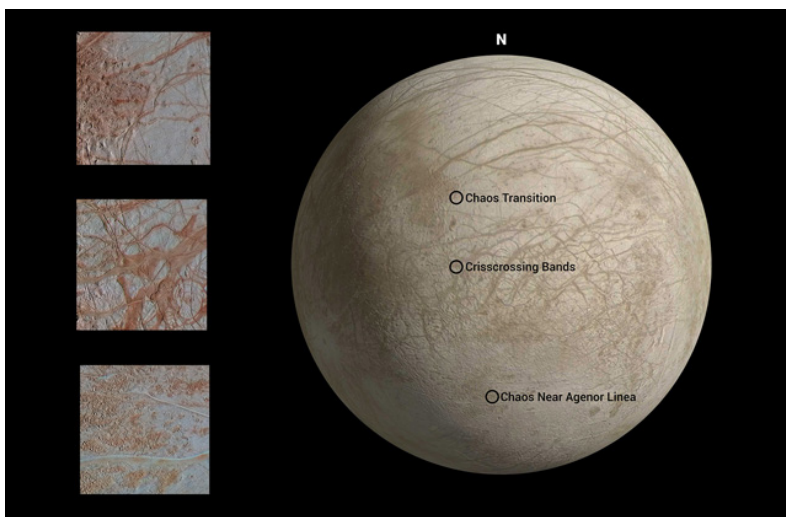 N
Chaos Transition
Crisscrossing Bands
Chaos Near Agenor Linea